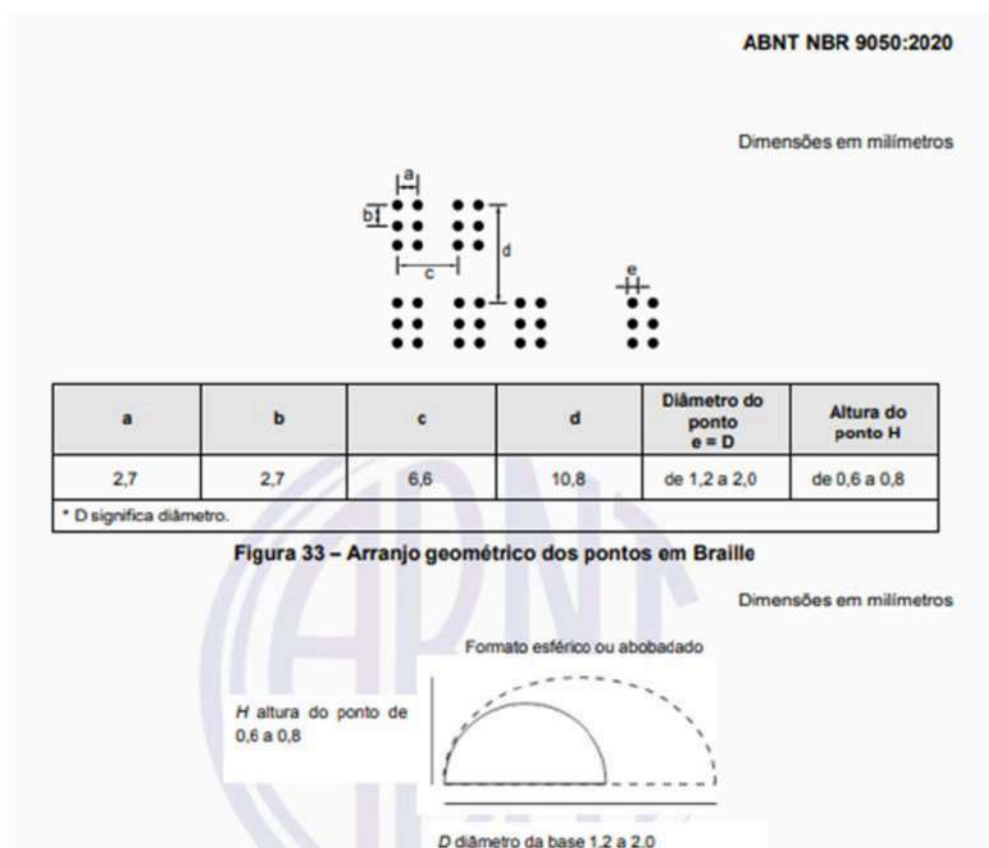 ABNT NBR 9050:2020
Dimensões em milímetros
a
b
d
c
e
a b c d Diâmetro do ponto e = D Altura do ponto H
2,7 2,7 6,6 10,8 de 1,2 a 2,0 de 0,6 a 0,8
* D significa diâmetro.
Figura 33 – Arranjo geométrico dos pontos em Braille
Dimensões em milímetros
Formato esférico ou abobadado
H altura do ponto de
0,6 a 0,8
D diâmetro da base 1,2 a 2,0
ABNT